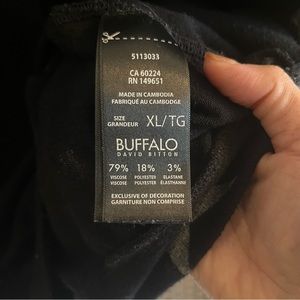 5113033
CA 60224
RN 149651
MADE IN CAMBODIA
FABRIQUÉ AU CAMBODGE
SIZE XL/TG
GRANDEUR
BUFFALO
DAVID BITTON
79% 18% 3%
VISCOSE POLYESTER ELASTANE
VISCOSE POLYESTER ÉLASTHANNE
EXCLUSIVE OF DECORATION
GARNITURE NON COMPRISE